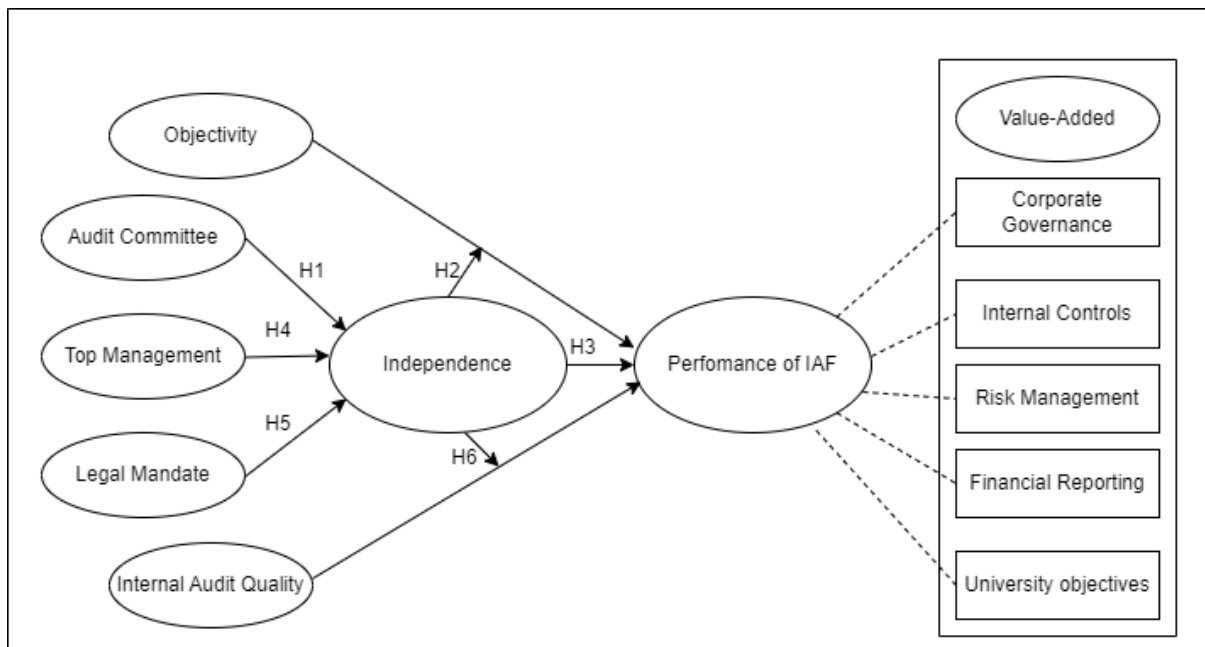 Objectivity
Audit Committee
Top Management
Legal Mandate
Internal Audit Quality
H1
H4
H5
H2
H3
H6
Independence
Perfomance of IAF
Value-Added
Corporate
Governance
Internal Controls
Risk Management
Financial Reporting
University objectives